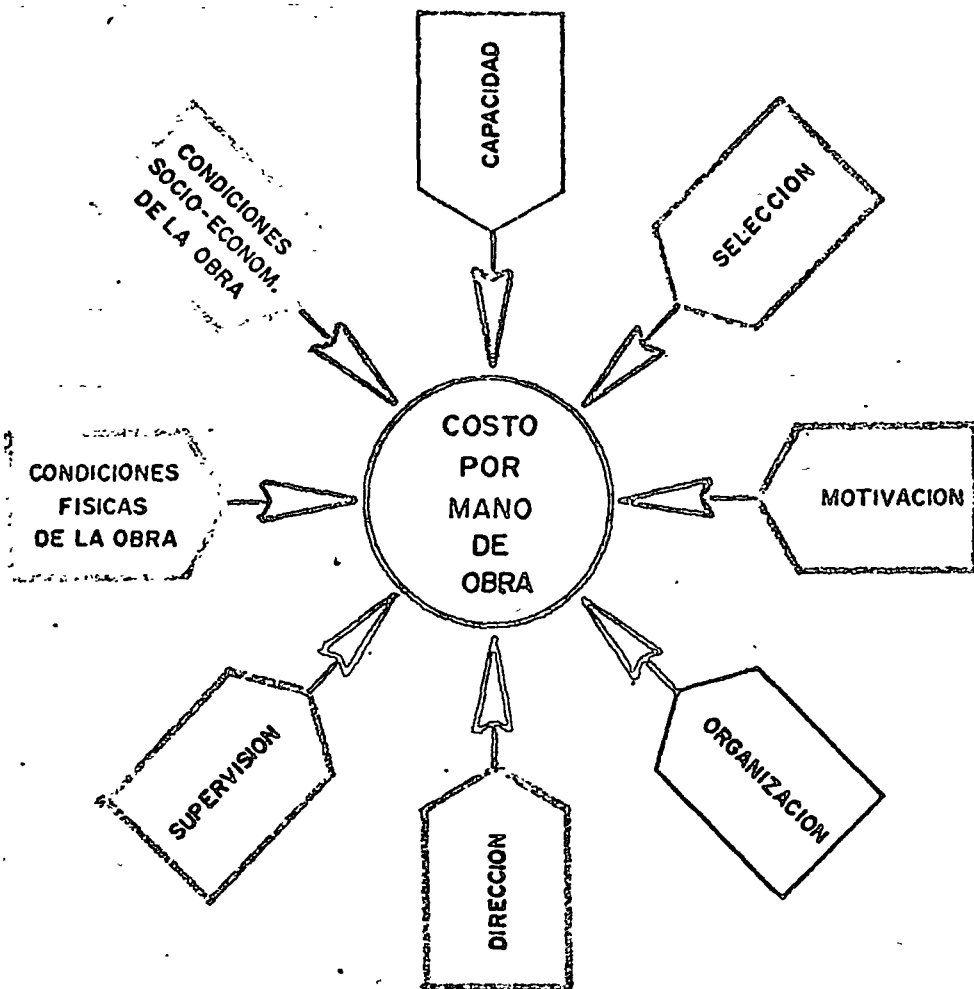 CAPACIDAD
SELECCION
MOTIVACION
ORGANIZACION
DIRECCION
SUPERVISION
CONDICIONES
FISICAS
DE LA OBRA
CONDICIONES
SOCIO-ECONOM.
DE LA OBRA
COSTO
POR
MANO
DE
OBRA